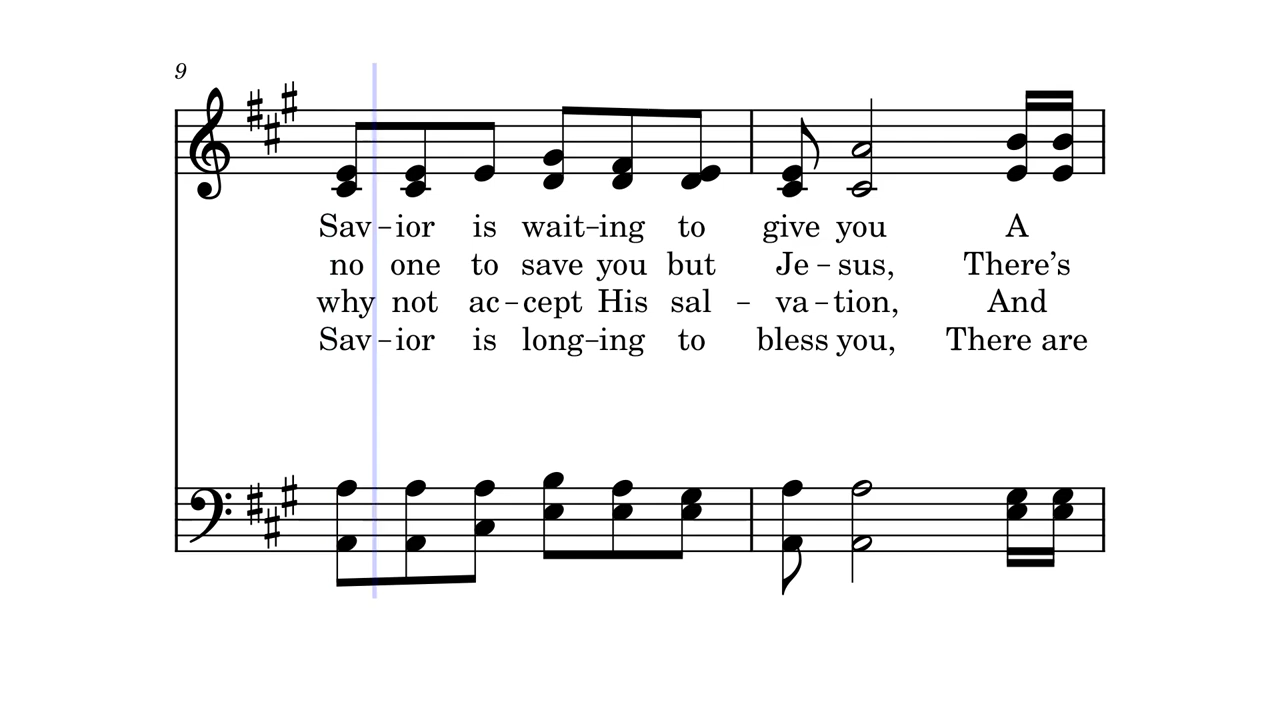 9
Sav–ior is wait–ing to give you A
no one to save you but Je – sus, There’s
why not ac–cept His sal – va–tion, And
Sav–ior is long–ing to bless you, There are